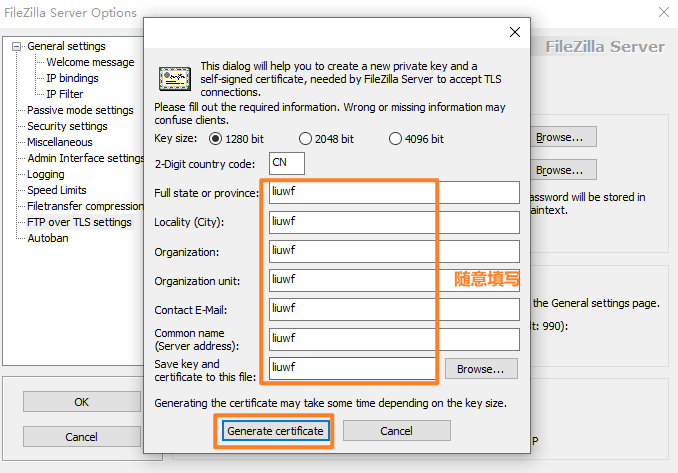 FileZilla Server Options
General settings
Welcome message
IP bindings
IP Filter
Passive mode settings
Security settings
Miscellaneous
Admin Interface settings
Logging
Speed Limits
Filetransfer compression
FTP over TLS settings
Autoban
OK
Cancel
This dialog will help you to create a new private key and a
self-signed certificate, needed by FileZilla Server to accept TLS
connections.
Please fill out the required information. Wrong or missing information may
confuse clients.
Key size: 1280 bit 2048 bit 4096 bit
2-Digit country code: CN
Full state or province: liuwf
Locality (City): liuwf
Organization: liuwf
Organization unit: liuwf
随意填写
Contact E-Mail: liuwf
Common name
(Server address): liuwf
Save key and
certificate to this file: liuwf Browse...
Generating the certificate may take some time depending on the key size.
Generate certificate Cancel
FileZilla Server
Browse...
Browse...
assword will be stored in
aintext.
the General settings page.
lt: 990):
P